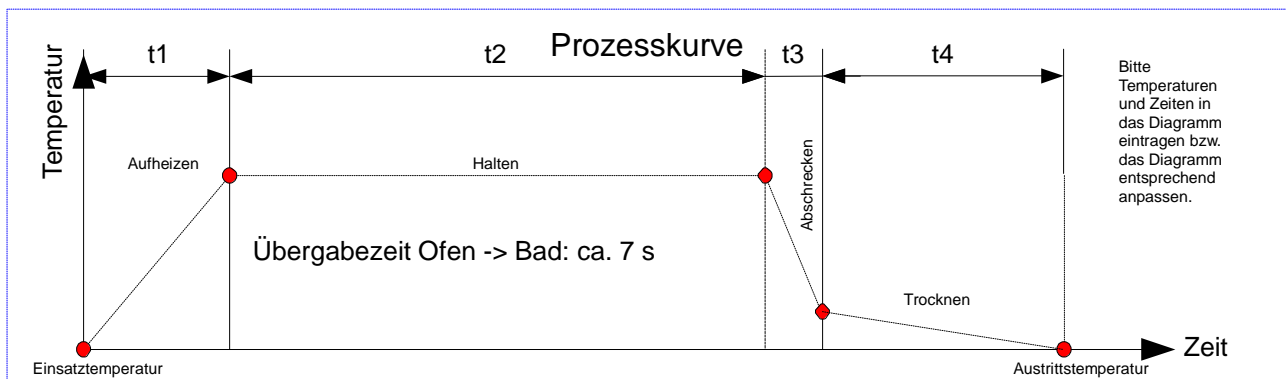 Prozesskurve
t1
t2
t3
t4
Temperatur
Bitte
Temperaturen
und Zeiten in
das Diagramm
eintragen bzw.
das Diagramm
entsprechend
anpassen.
Aufheizen
Halten
Abschrecken
Übergabezeit Ofen -> Bad: ca. 7 s
Trocknen
Zeit
Einsatztemperatur
Austrittstemperatur